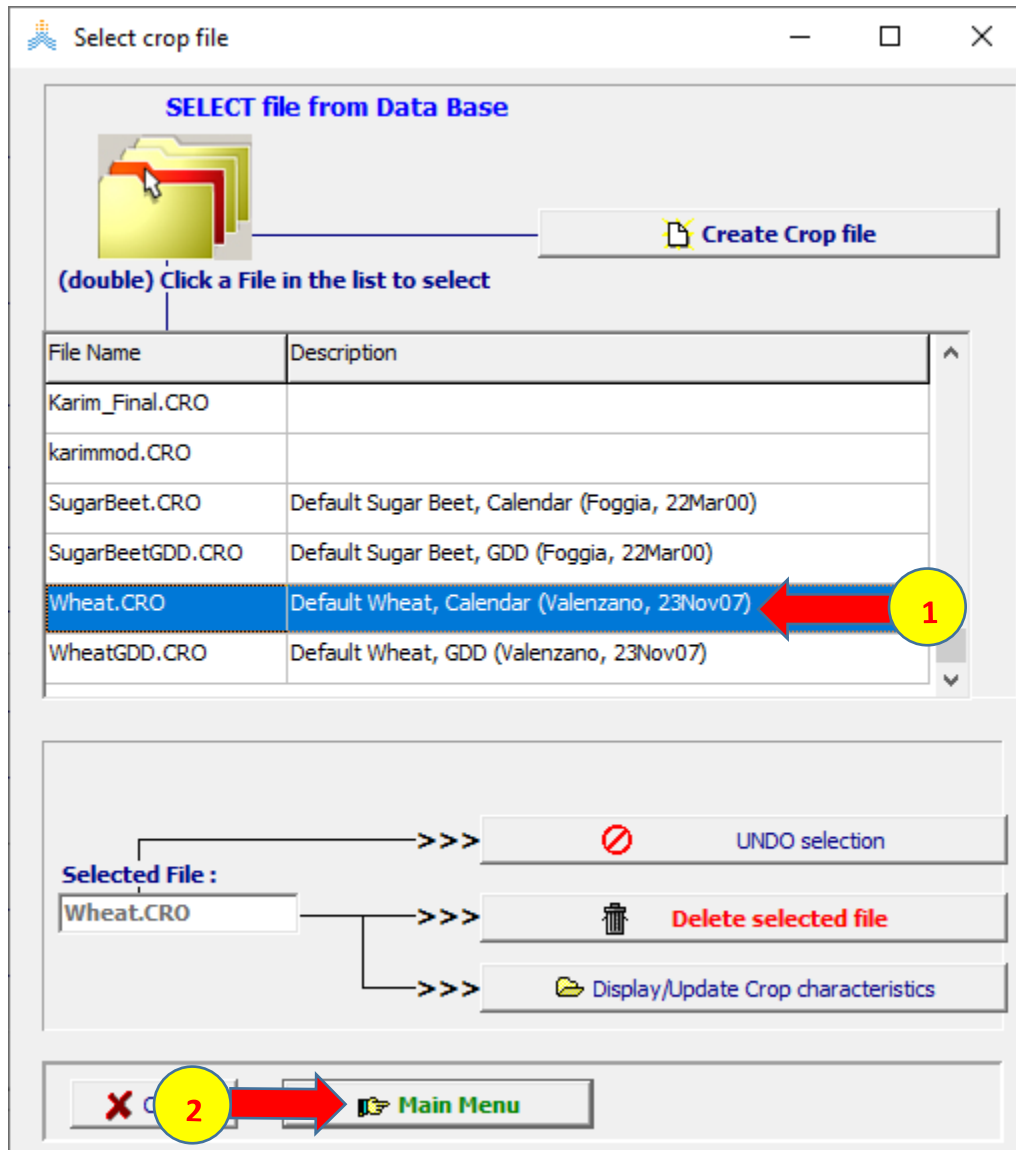 Select crop file
SELECT file from Data Base
Create Crop file
(double) Click a File in the list to select
File Name Description
Karim_Final.CRO
karimmod.CRO
SugarBeet.CRO Default Sugar Beet, Calendar (Foggia, 22Mar00)
SugarBeetGDD.CRO Default Sugar Beet, GDD (Foggia, 22Mar00)
Wheat.CRO Default Wheat, Calendar (Valenzano, 23Nov07) 1
WheatGDD.CRO Default Wheat, GDD (Valenzano, 23Nov07)
>>> UNDO selection
Selected File :
Wheat.CRO >>> Delete selected file
>>> Display/Update Crop characteristics
2 Main Menu